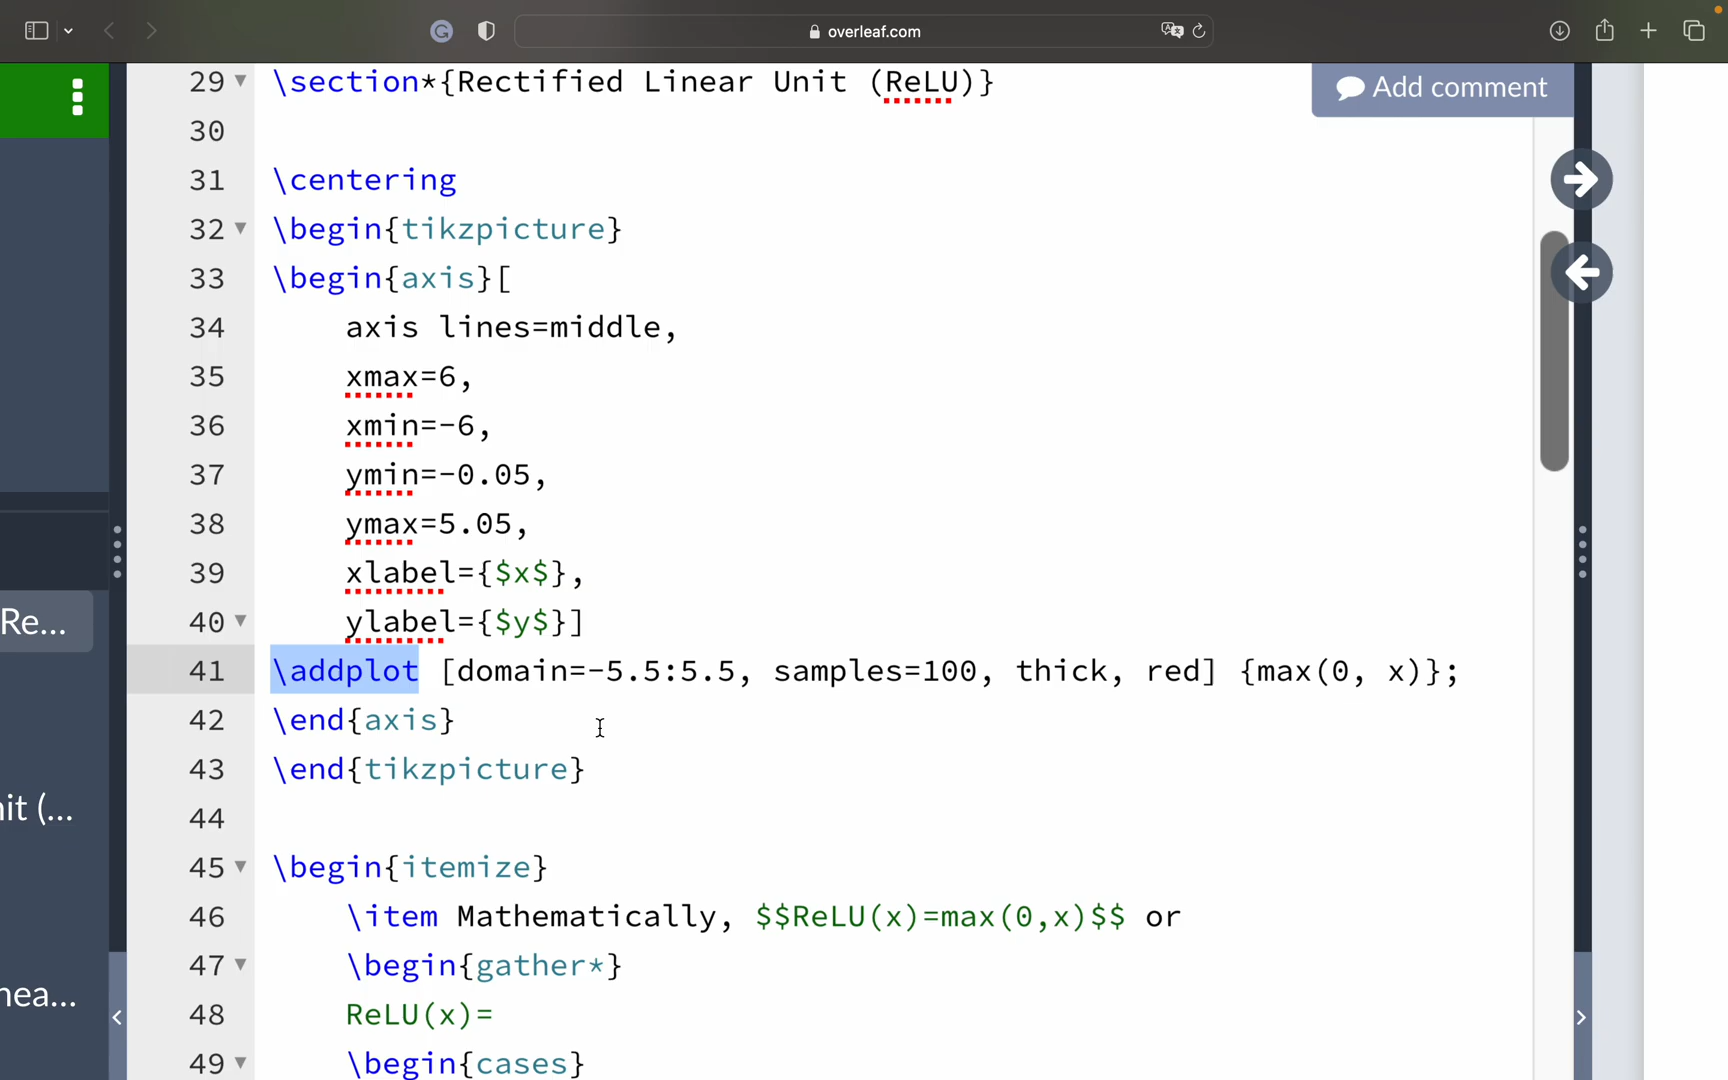 overleaf.com
Add comment
29 \section*{Rectified Linear Unit (ReLU)}
30
31 \centering
32 \begin{tikzpicture}
33 \begin{axis}[
34 axis lines=middle,
35 xmax=6,
36 xmin=-6,
37 ymin=-0.05,
38 ymax=5.05,
39 xlabel={$x$},
40 ylabel={$y$}]
41 \addplot [domain=-5.5:5.5, samples=100, thick, red] {max(0, x)};
42 \end{axis}
43 \end{tikzpicture}
44
45 \begin{itemize}
46 \item Mathematically, $$ReLU(x)=max(0,x)$$ or
47 \begin{gather*}
48 ReLU(x)=
49 \begin{cases}
Re...
nit (...
nea...